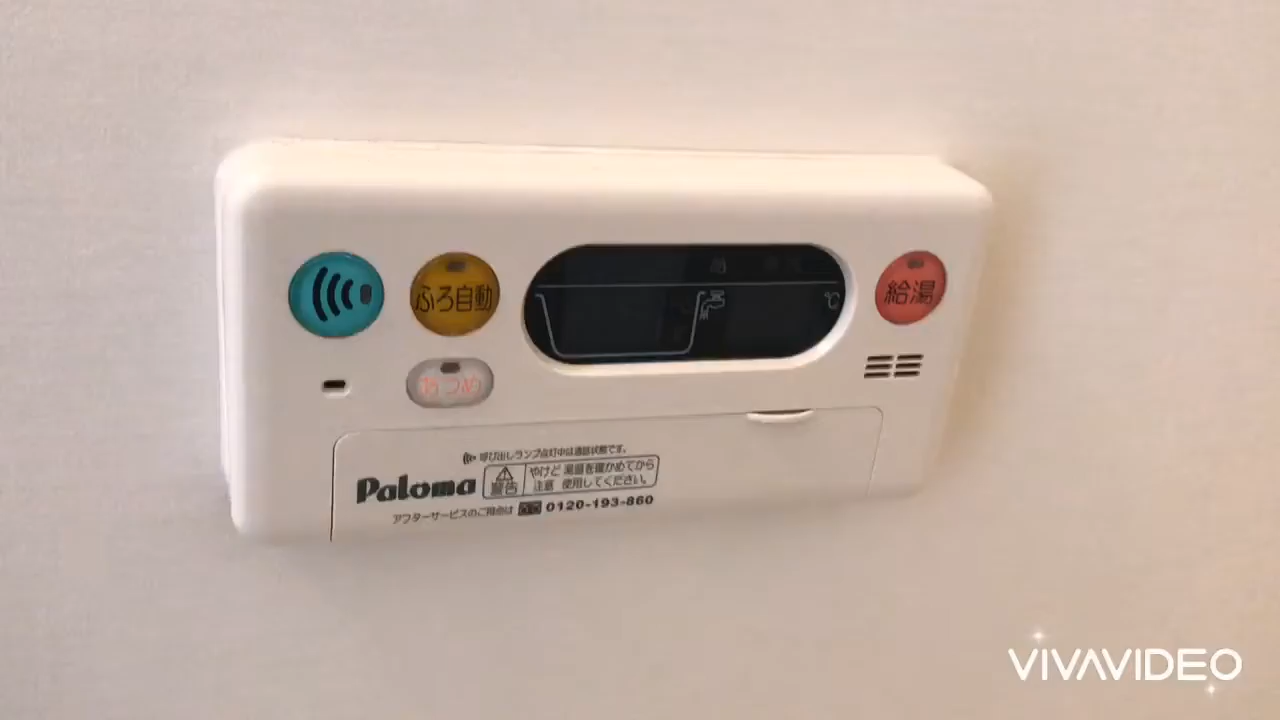 ふろ自動
給湯
℃
呼び出しランプ点灯中は通話状態です。
Paloma
警告
やけど 湯温を確かめてから
注意 使用してください。
アフターサービスのご用命は 0120-193-860
VIVAVIDEO